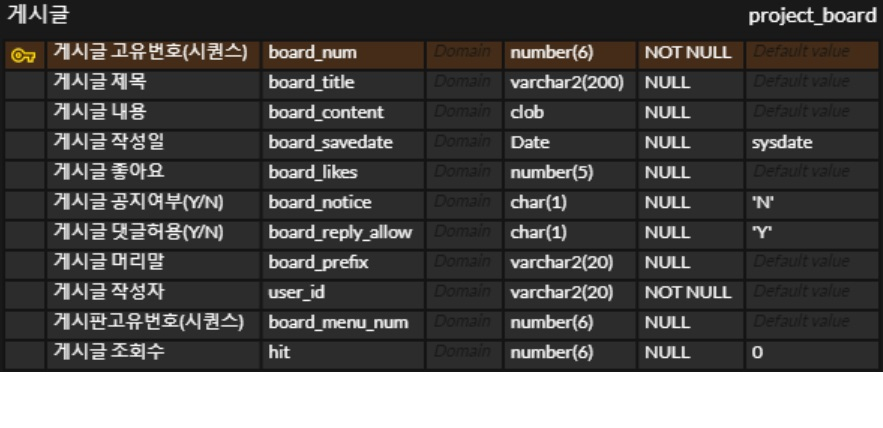 게시글 project_board
게시글 고유번호(시퀀스) board_num Domain number(6) NOT NULL Default value
게시글 제목 board_title Domain varchar2(200) NULL Default value
게시글 내용 board_content Domain clob NULL Default value
게시글 작성일 board_savedate Domain Date NULL sysdate
게시글 좋아요 board_likes Domain number(5) NULL Default value
게시글 공지여부(Y/N) board_notice Domain char(1) NULL 'N'
게시글 댓글허용(Y/N) board_reply_allow Domain char(1) NULL 'Y'
게시글 머리말 board_prefix Domain varchar2(20) NULL Default value
게시글 작성자 user_id Domain varchar2(20) NOT NULL Default value
게시판고유번호(시퀀스) board_menu_num Domain number(6) NULL Default value
게시글 조회수 hit Domain number(6) NULL 0